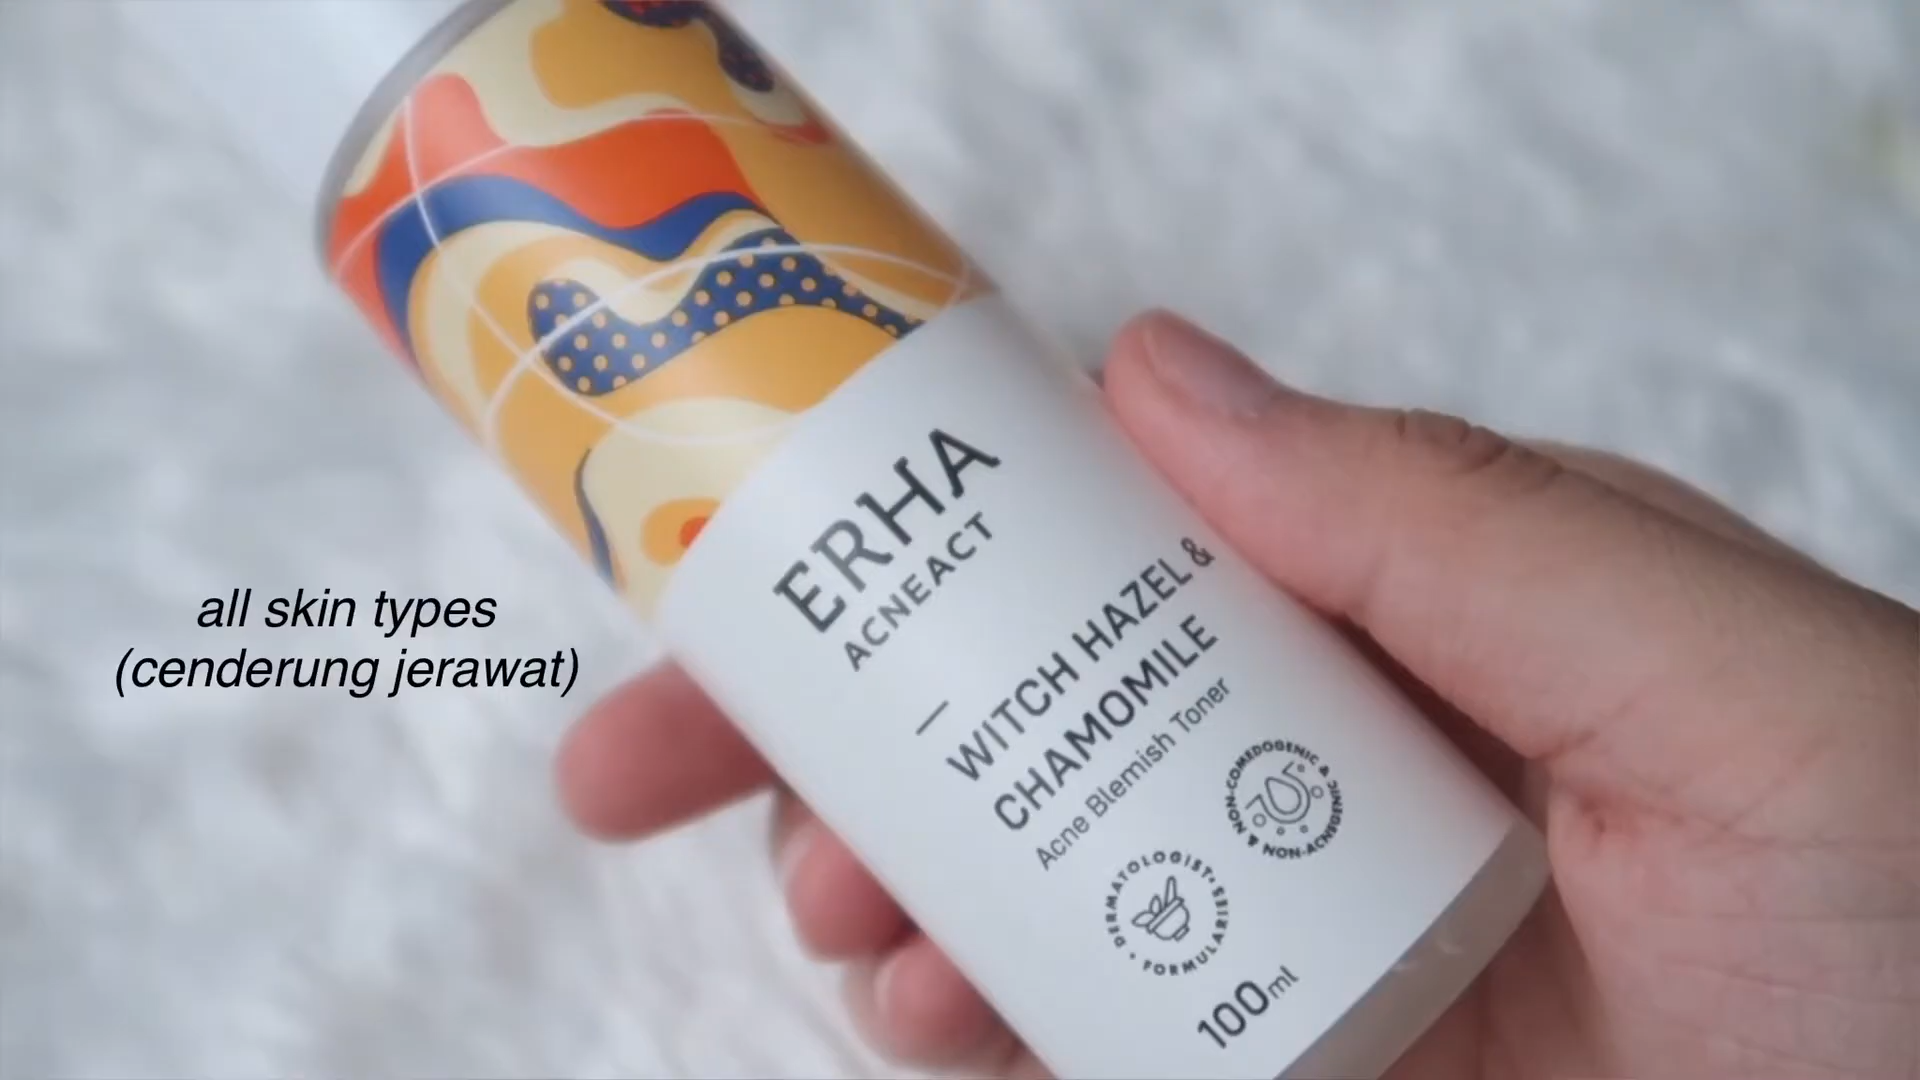 all skin types
(cenderung jerawat)
ERHA
ACNEACT
WITCH HAZEL &
CHAMOMILE
Acne Blemish Toner
NON-COMEDOGENIC & NON-ACNEGENIC &
DERMATOLOGIST • FORMULARIES •
100ml